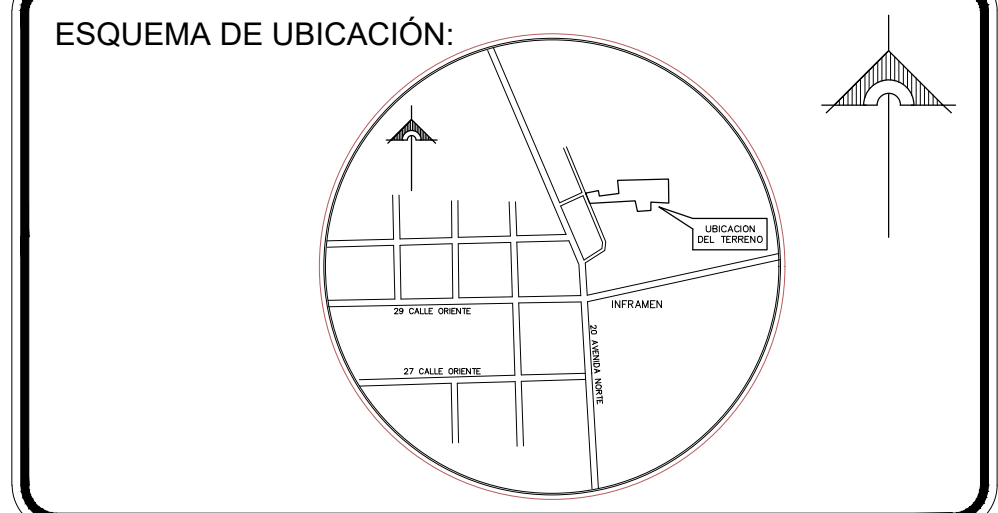 ESQUEMA DE UBICACIÓN:
UBICACION
DEL TERRENO
INFRAMEN
29 CALLE ORIENTE
20 AVENIDA NORTE
27 CALLE ORIENTE